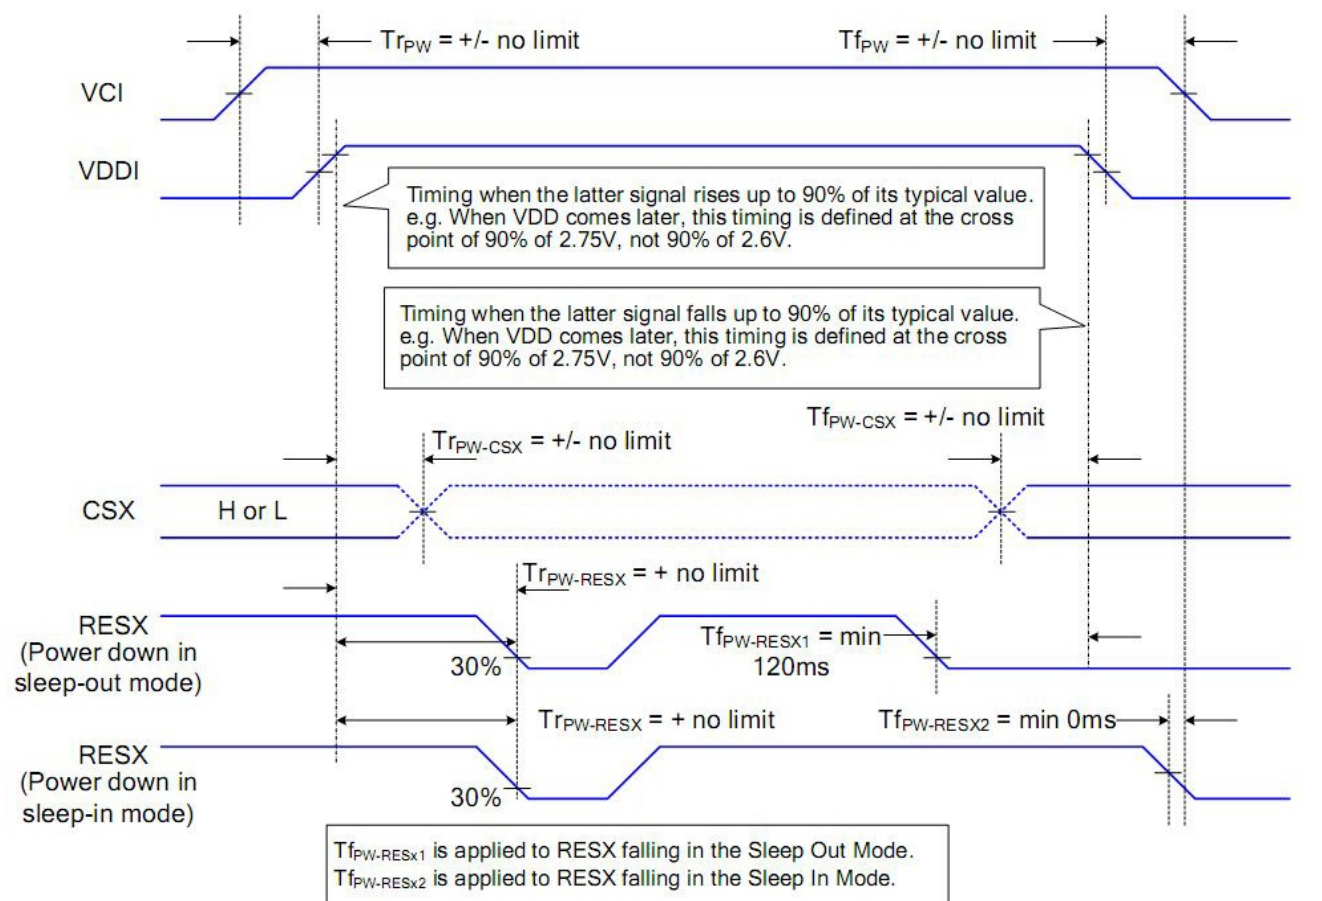 TrPW = +/- no limit
TfPW = +/- no limit
VCI
VDDI
Timing when the latter signal rises up to 90% of its typical value.
e.g. When VDD comes later, this timing is defined at the cross
point of 90% of 2.75V, not 90% of 2.6V.
Timing when the latter signal falls up to 90% of its typical value.
e.g. When VDD comes later, this timing is defined at the cross
point of 90% of 2.75V, not 90% of 2.6V.
TfPW-CSX = +/- no limit
TrPW-CSX = +/- no limit
CSX
H or L
TrPW-RESX = + no limit
RESX
(Power down in
sleep-out mode)
30%
TfPW-RESX1 = min
120ms
TrPW-RESX = + no limit
TfPW-RESX2 = min 0ms
RESX
(Power down in
sleep-in mode)
30%
TfPW-RESx1 is applied to RESX falling in the Sleep Out Mode.
TfPW-RESx2 is applied to RESX falling in the Sleep In Mode.